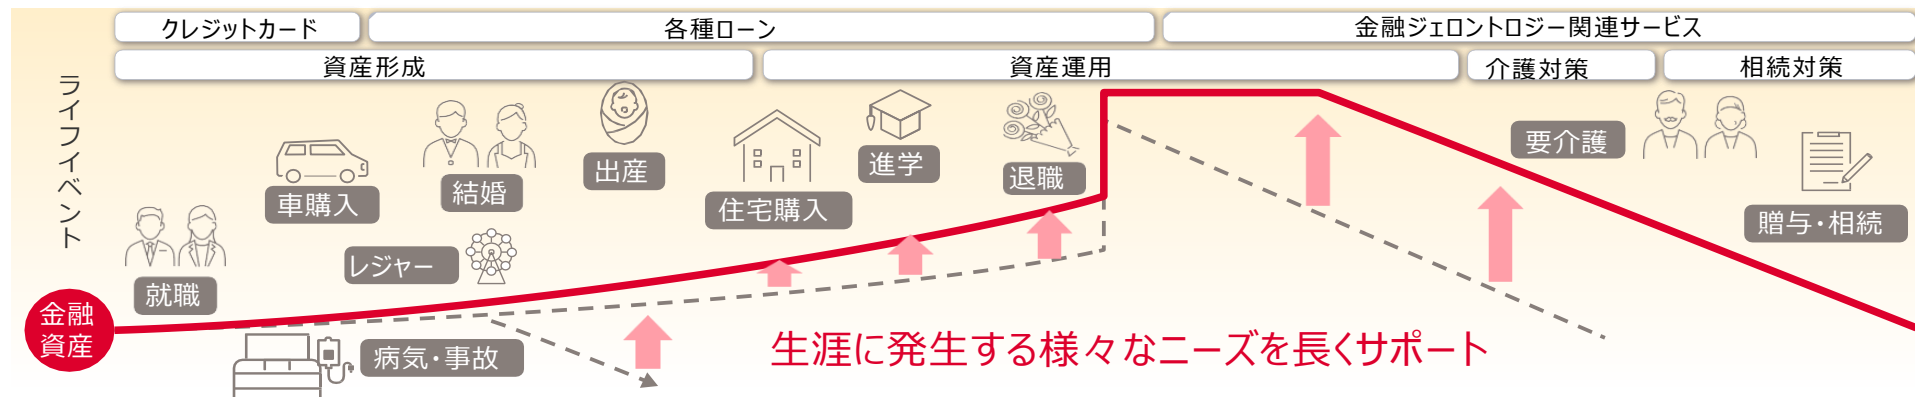 クレジットカード
各種ローン
金融ジェロントロジー関連サービス
資産形成
資産運用
介護対策
相続対策
ライフイベント
就職
車購入
レジャー
結婚
出産
住宅購入
進学
退職
要介護
贈与・相続
金融
資産
病気・事故
生涯に発生する様々なニーズを長くサポート